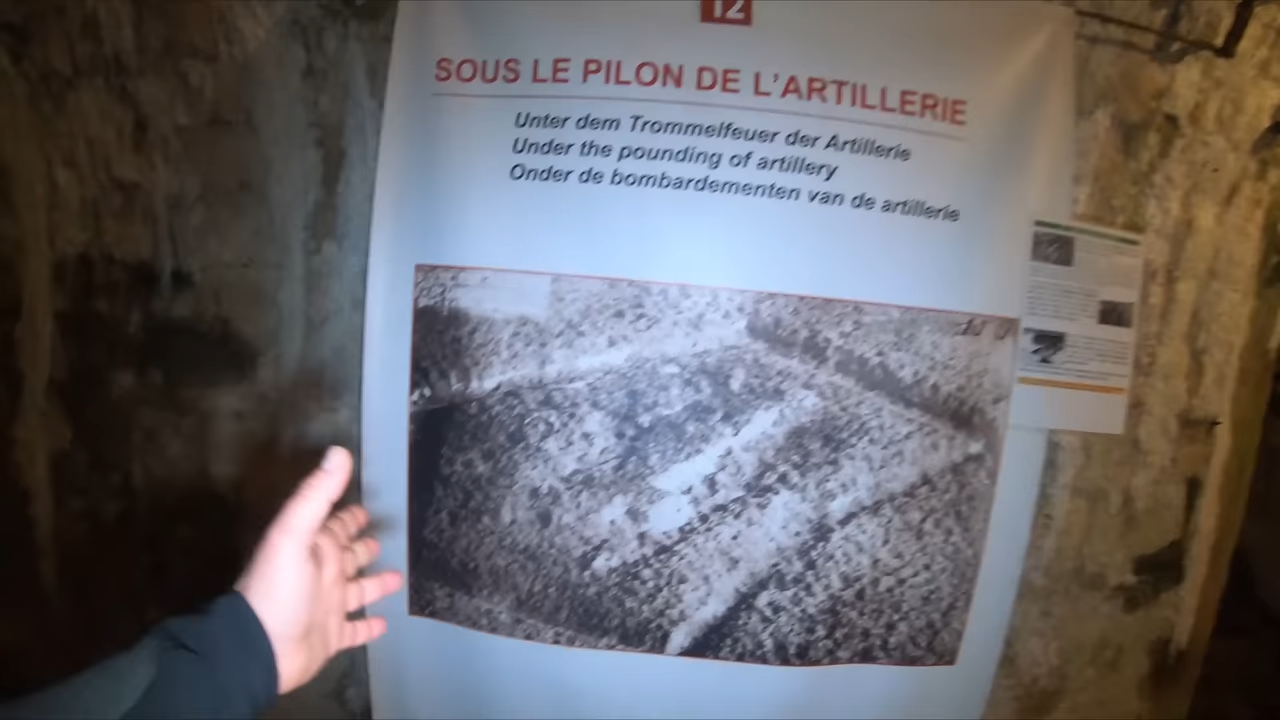 12
SOUS LE PILON DE L'ARTILLERIE
Unter dem Trommelfeuer der Artillerie
Under the pounding of artillery
Onder de bombardementen van de artillerie